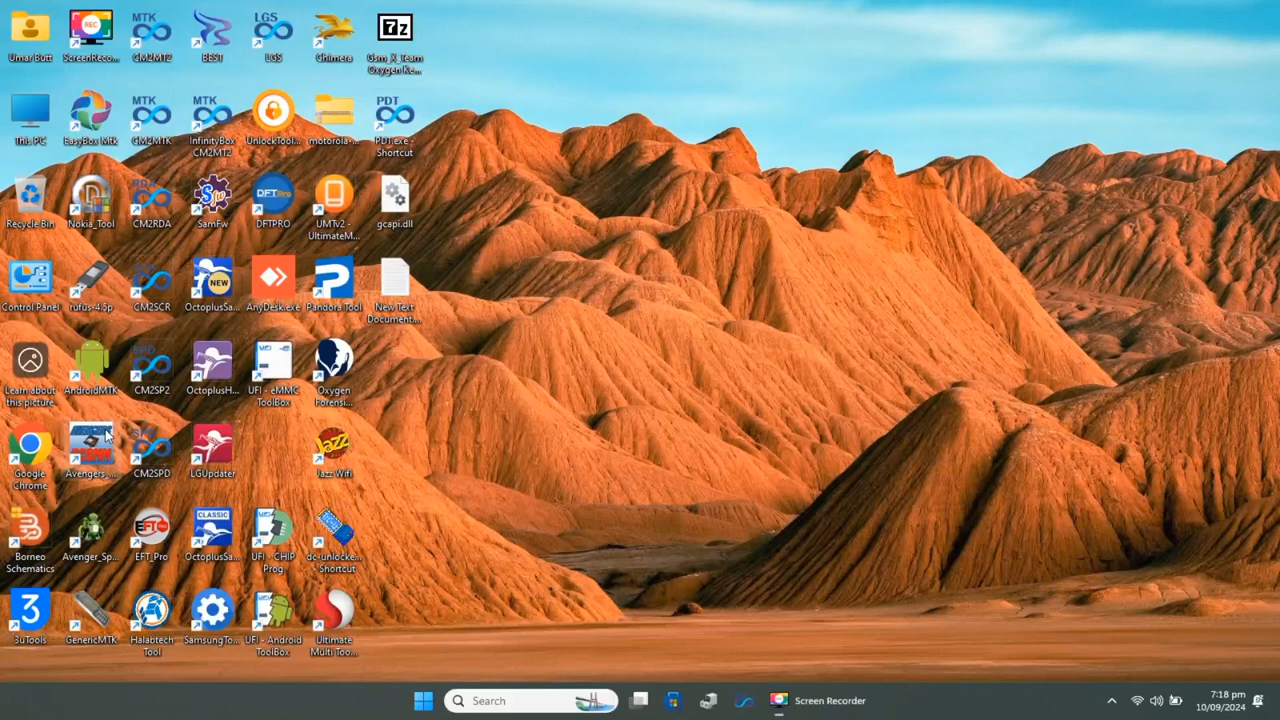 Umar Butt
REC
ScreenReco...
MTK
CM2MT2
BEST
LGS
LGS
Chimera
7z
Gsm_X_Team
Oxygen Ke...
This PC
EasyBox Mtk
MTK
CM2MTK
MTK
InfinityBox
CM2MT2
UnlockTool...
motorola-...
PDT
PDT.exe -
Shortcut
Recycle Bin
Nokia_Tool
RDA
CM2RDA
SamFw
DFTPro
DFTPRO
UMTv2 -
UltimateM...
gcapi.dll
Control Panel
rufus-4.5p
CM2SCR
NEW
OctoplusSa...
AnyDesk.exe
Pandora Tool
New Text
Document...
Learn about
this picture
AndroidMTK
SPD
CM2SP2
OctoplusH...
UFI - eMMC
ToolBox
Oxygen
Forensi...
Google
Chrome
Avengers_...
CM2SPD
LGUpdater
Jazz
Jazz Wifi
Borneo
Schematics
Avenger_Sp...
EFT_Pro
CLASSIC
OctoplusSa...
UFI - CHIP
Prog
dc-unlocke...
- Shortcut
3
3uTools
GenericMTK
Halabtech
Tool
SamsungTo...
UFI - Android
ToolBox
Ultimate
Multi Too...
Search
Screen Recorder
7:18 pm
10/09/2024